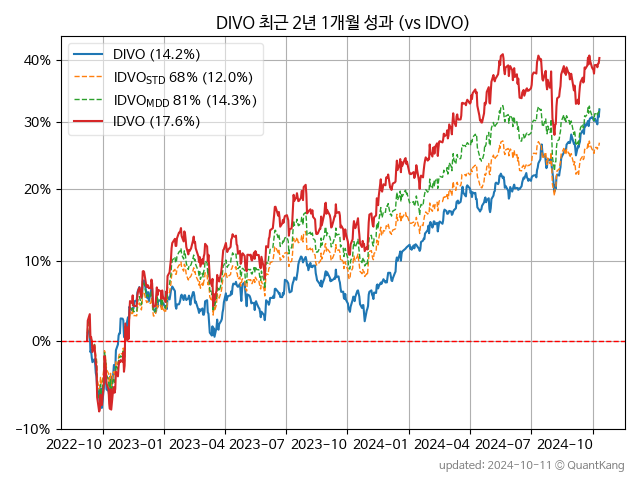 DIVO 최근 2년 1개월 성과 (vs IDVO)
DIVO (14.2%)
IDVO_STD 68% (12.0%)
IDVO_MDD 81% (14.3%)
IDVO (17.6%)
40%
30%
20%
10%
0%
−10%
2022-10 2023-01 2023-04 2023-07 2023-10 2024-01 2024-04 2024-07 2024-10
updated: 2024-10-11 © QuantKang